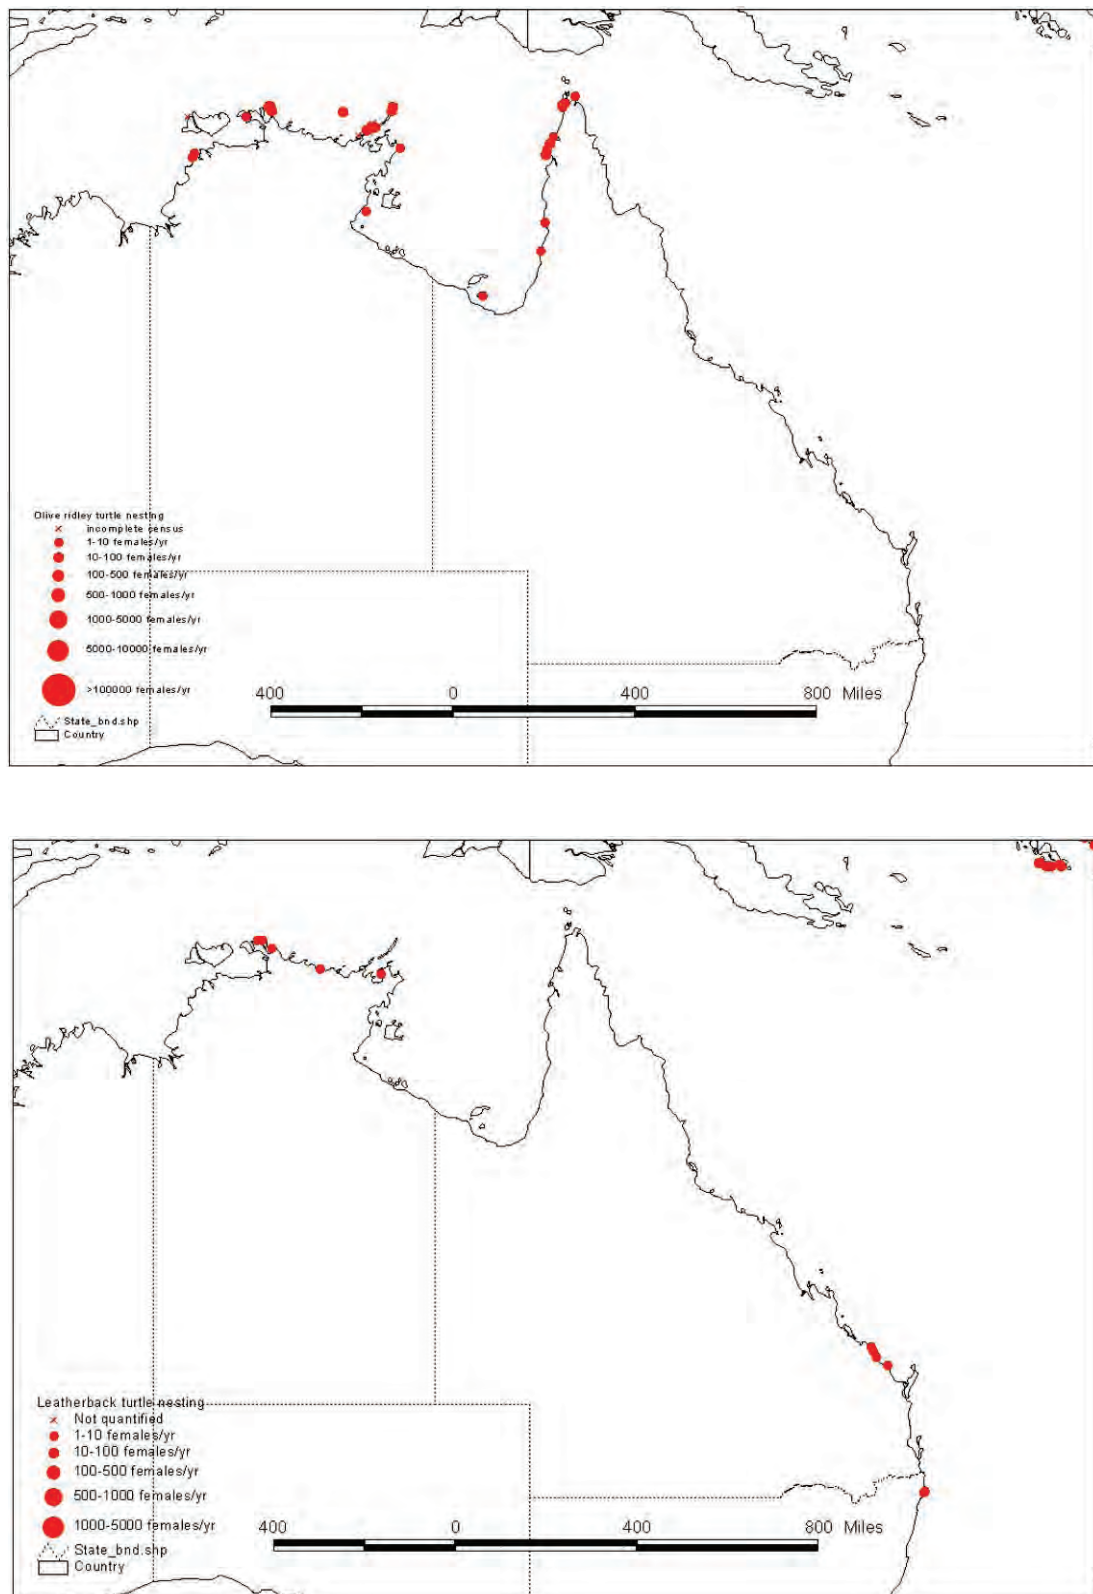 Olive ridley turtle nesting
incomplete census
1-10 females/yr
10-100 females/yr
100-500 females/yr
500-1000 females/yr
1000-5000 females/yr
5000-10000 females/yr
>100000 females/yr
State_bnd.shp
Country
400 0 400 800 Miles
Leatherback turtle nesting
Not quantified
1-10 females/yr
10-100 females/yr
100-500 females/yr
500-1000 females/yr
1000-5000 females/yr
State_bnd.shp
Country
400 0 400 800 Miles